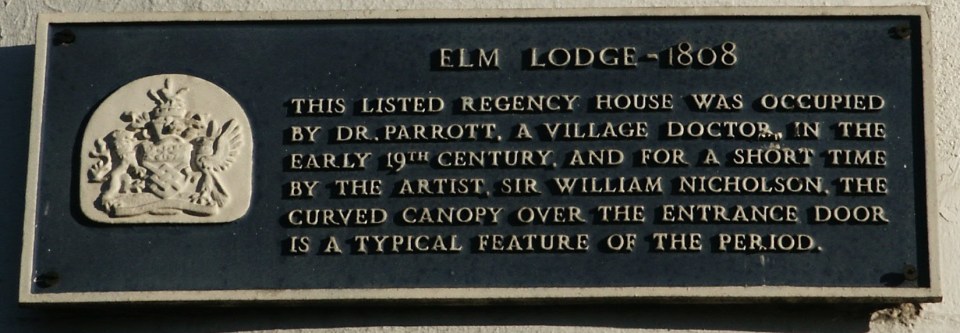 ELM LODGE - 1808
THIS LISTED REGENCY HOUSE WAS OCCUPIED
BY DR. PARROTT, A VILLAGE DOCTOR, IN THE
EARLY 19TH CENTURY, AND FOR A SHORT TIME
BY THE ARTIST, SIR WILLIAM NICHOLSON. THE
CURVED CANOPY OVER THE ENTRANCE DOOR
IS A TYPICAL FEATURE OF THE PERIOD.